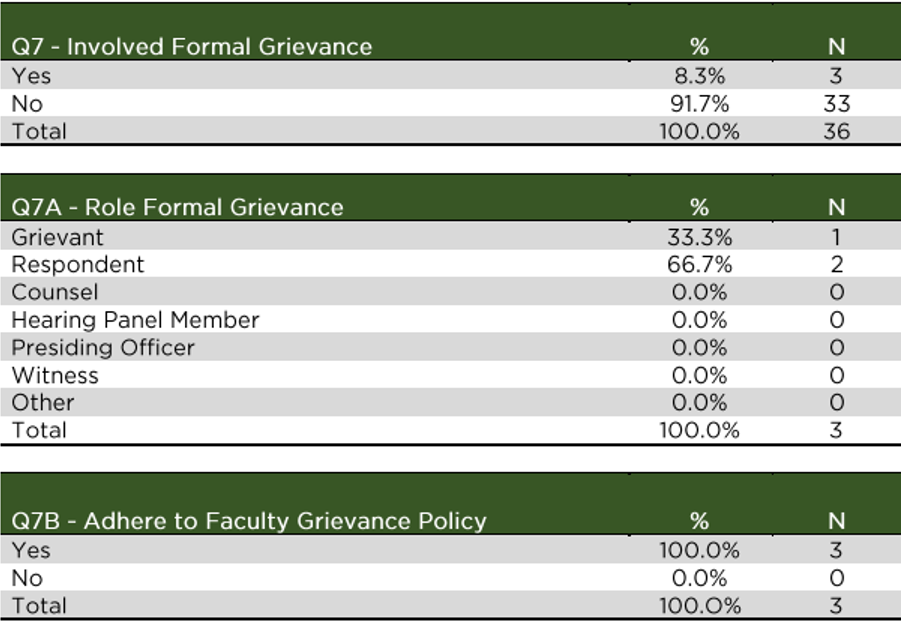 Q7 - Involved Formal Grievance % N
Yes 8.3% 3
No 91.7% 33
Total 100.0% 36
Q7A - Role Formal Grievance % N
Grievant 33.3% 1
Respondent 66.7% 2
Counsel 0.0% 0
Hearing Panel Member 0.0% 0
Presiding Officer 0.0% 0
Witness 0.0% 0
Other 0.0% 0
Total 100.0% 3
Q7B - Adhere to Faculty Grievance Policy % N
Yes 100.0% 3
No 0.0% 0
Total 100.0% 3